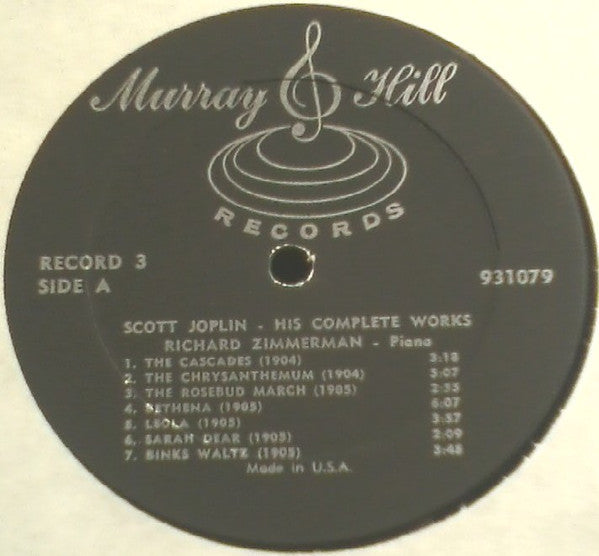 Murray Hill
RECORDS
RECORD 3
SIDE A
931079
SCOTT JOPLIN - HIS COMPLETE WORKS
RICHARD ZIMMERMAN - Piano
1. THE CASCADES (1904) 3:18
2. THE CHRYSANTHEMUM (1904) 5:07
3. THE ROSEBUD MARCH (1905) 2:55
4. BETHENA (1905) 6:07
5. LEOLA (1905) 3:57
6. SARAH DEAR (1905) 2:09
7. BINKS WALTZ (1905) 3:48
Made in U.S.A.